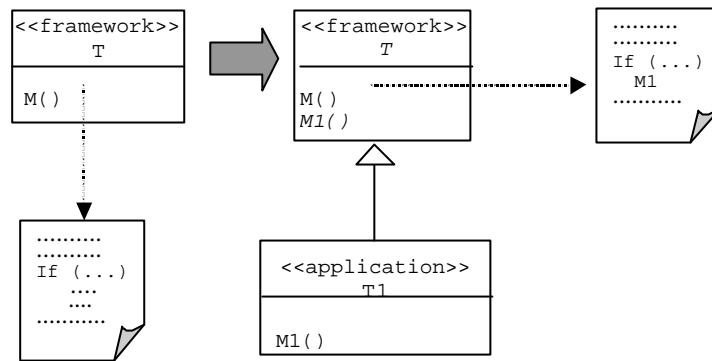 <<framework>>
T
M()
..........
..........
If (...)
....
....
...........
<<framework>>
T
M()
M1()
..........
..........
If (...)
M1
...........
<<application>>
T1
M1()